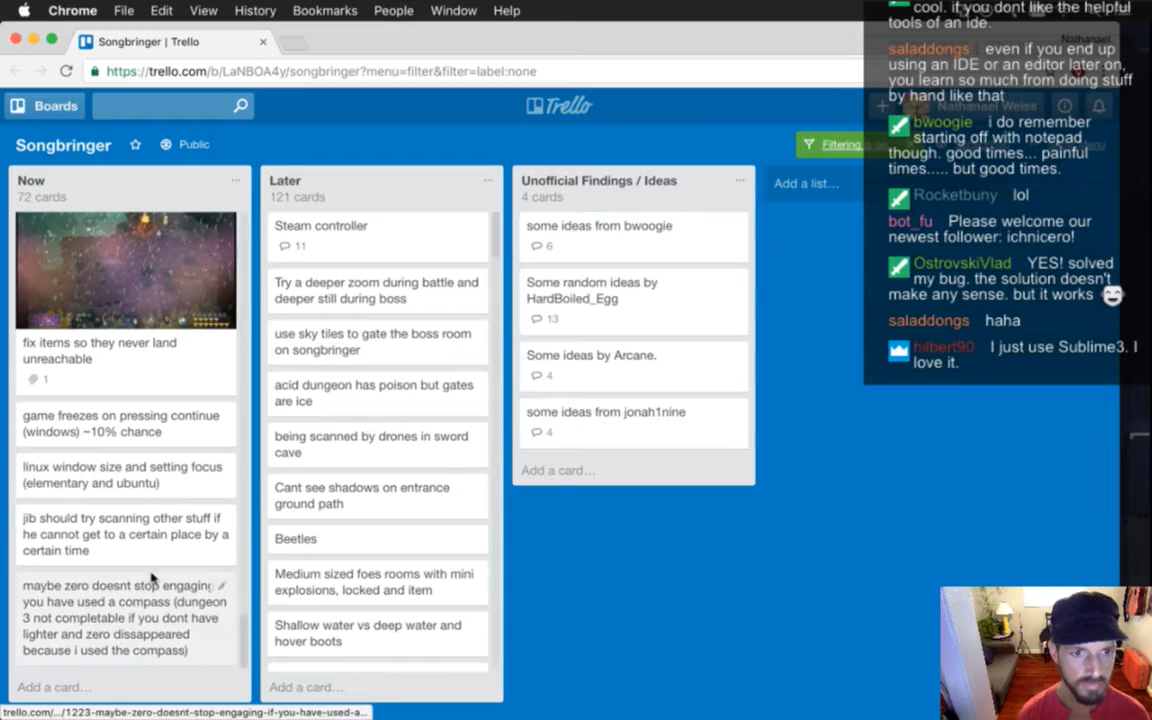 Chrome File Edit View History Bookmarks People Window Help
Songbringer | Trello
Nathanael
https://trello.com/b/LaNBOA4y/songbringer?menu=filter&filter=label:none
Boards
Trello
Nathanael Weiss
Songbringer
Public
Filtering is on
Now
72 cards
fix items so they never land
unreachable
1
game freezes on pressing continue
(windows) ~10% chance
linux window size and setting focus
(elementary and ubuntu)
jib should try scanning other stuff if
he cannot get to a certain place by a
certain time
maybe zero doesnt stop engaging
you have used a compass (dungeon
3 not completable if you dont have
lighter and zero dissappeared
because i used the compass)
Add a card…
Later
121 cards
Steam controller
11
Try a deeper zoom during battle and
deeper still during boss
use sky tiles to gate the boss room
on songbringer
acid dungeon has poison but gates
are ice
being scanned by drones in sword
cave
Cant see shadows on entrance
ground path
Beetles
Medium sized foes rooms with mini
explosions, locked and item
Shallow water vs deep water and
hover boots
Add a card…
Unofficial Findings / Ideas
4 cards
some ideas from bwoogie
6
Some random ideas by
HardBoiled_Egg
13
Some ideas by Arcane.
4
some ideas from jonah1nine
4
Add a card…
Add a list…
cool. if you dont like the helpful
tools of an ide.
saladdongs even if you end up
using an IDE or an editor later on,
you learn so much from doing stuff
by hand like that
bwoogie i do remember
starting off with notepad
though. good times... painful
times..... but good times.
Rocketbuny lol
bot_fu Please welcome our
newest follower: ichnicero!
OstrovskiVlad YES! solved
my bug. the solution doesn't
make any sense. but it works
saladdongs haha
hilbert90 I just use Sublime3. I
love it.
trello.com/.../1223-maybe-zero-doesnt-stop-engaging-if-you-have-used-a...